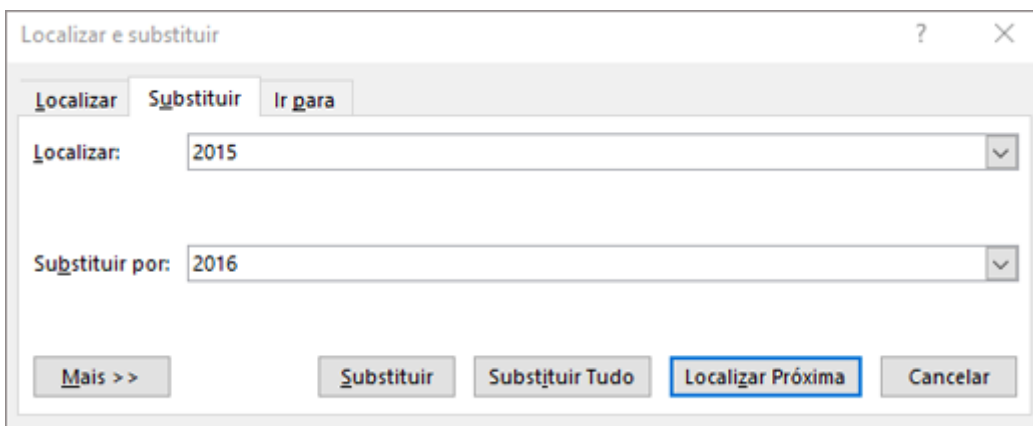 Localizar e substituir ?
Localizar Substituir Ir para
Localizar: 2015
Substituir por: 2016
Mais >> Substituir Substituir Tudo Localizar Próxima Cancelar